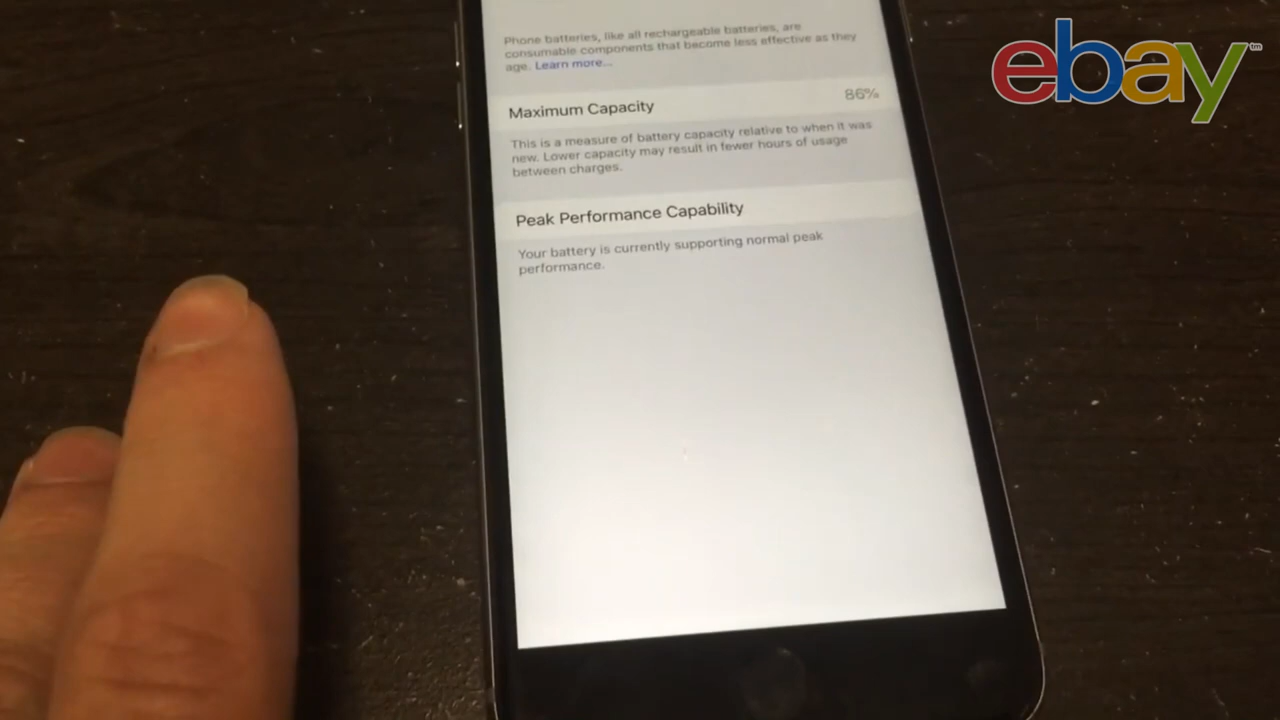 ebay™
Phone batteries, like all rechargeable batteries, are
consumable components that become less effective as they
age. Learn more...
Maximum Capacity 86%
This is a measure of battery capacity relative to when it was
new. Lower capacity may result in fewer hours of usage
between charges.
Peak Performance Capability
Your battery is currently supporting normal peak
performance.